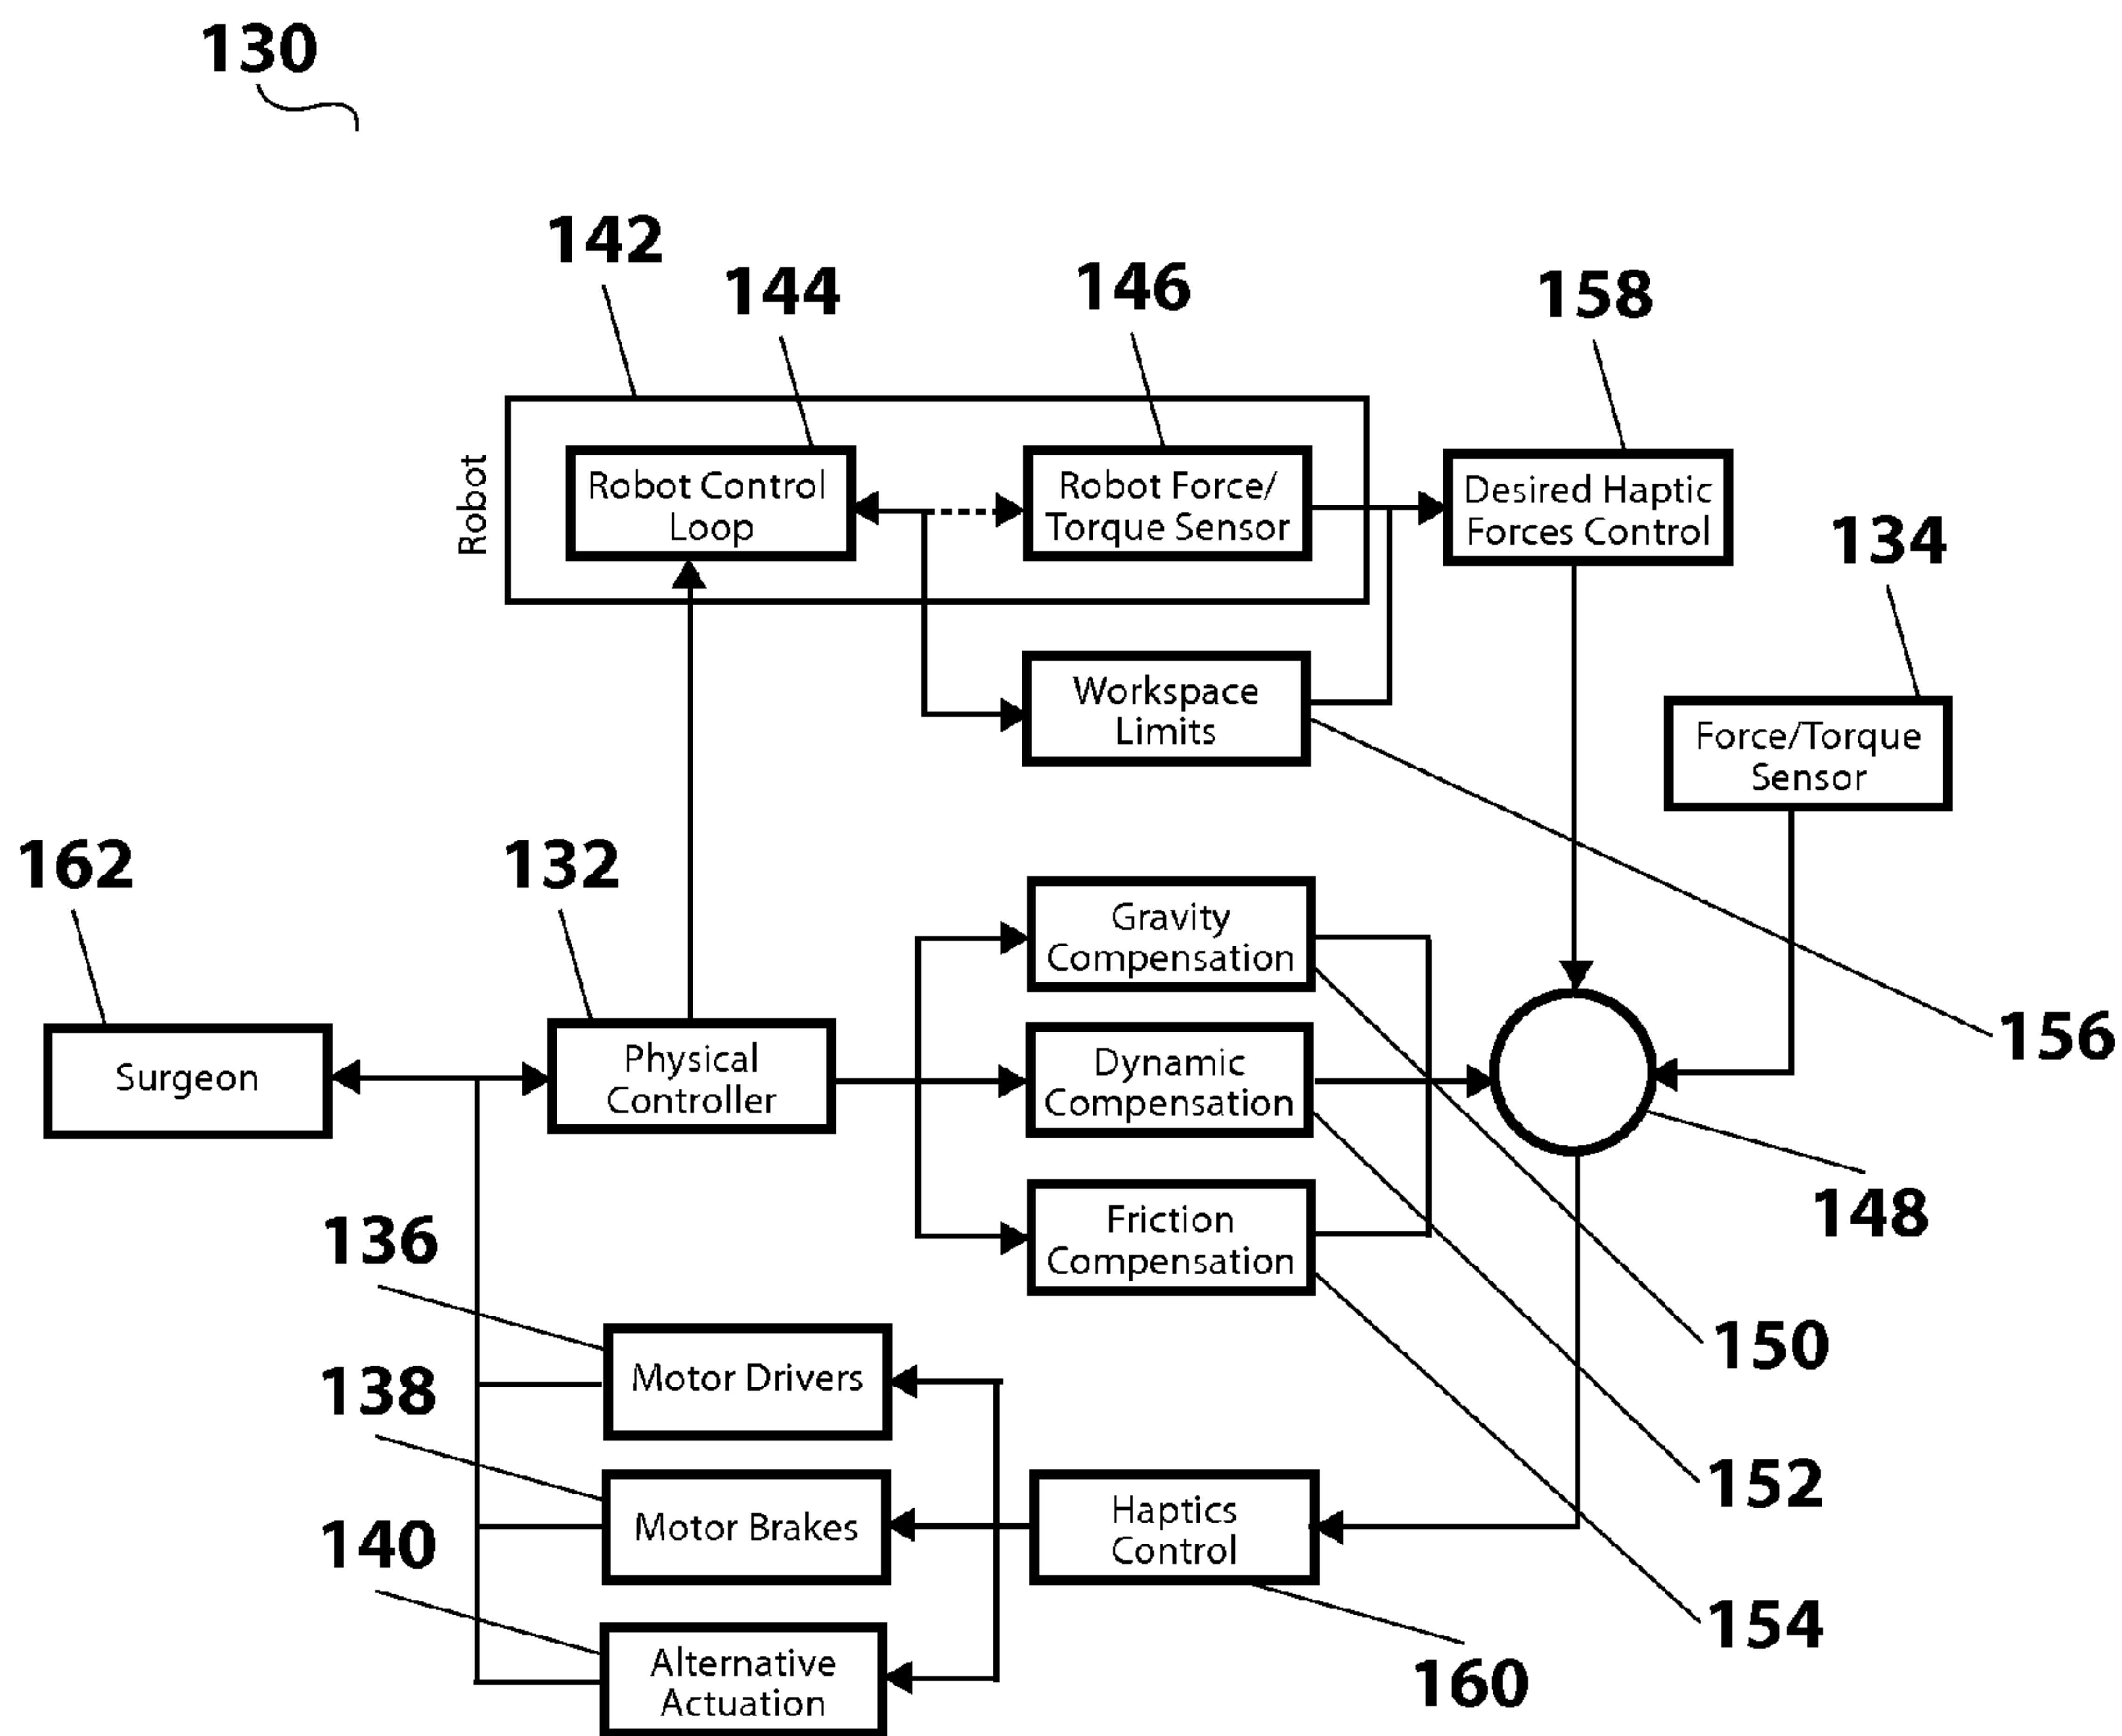 130
142
144
146
158
134
Robot
Robot Control
Loop
Robot Force/
Torque Sensor
Desired Haptic
Forces Control
Workspace
Limits
Force/Torque
Sensor
162
132
Gravity
Compensation
156
Surgeon
Physical
Controller
Dynamic
Compensation
148
136
Friction
Compensation
150
138
Motor Drivers
152
140
Motor Brakes
Haptics
Control
154
Alternative
Actuation
160